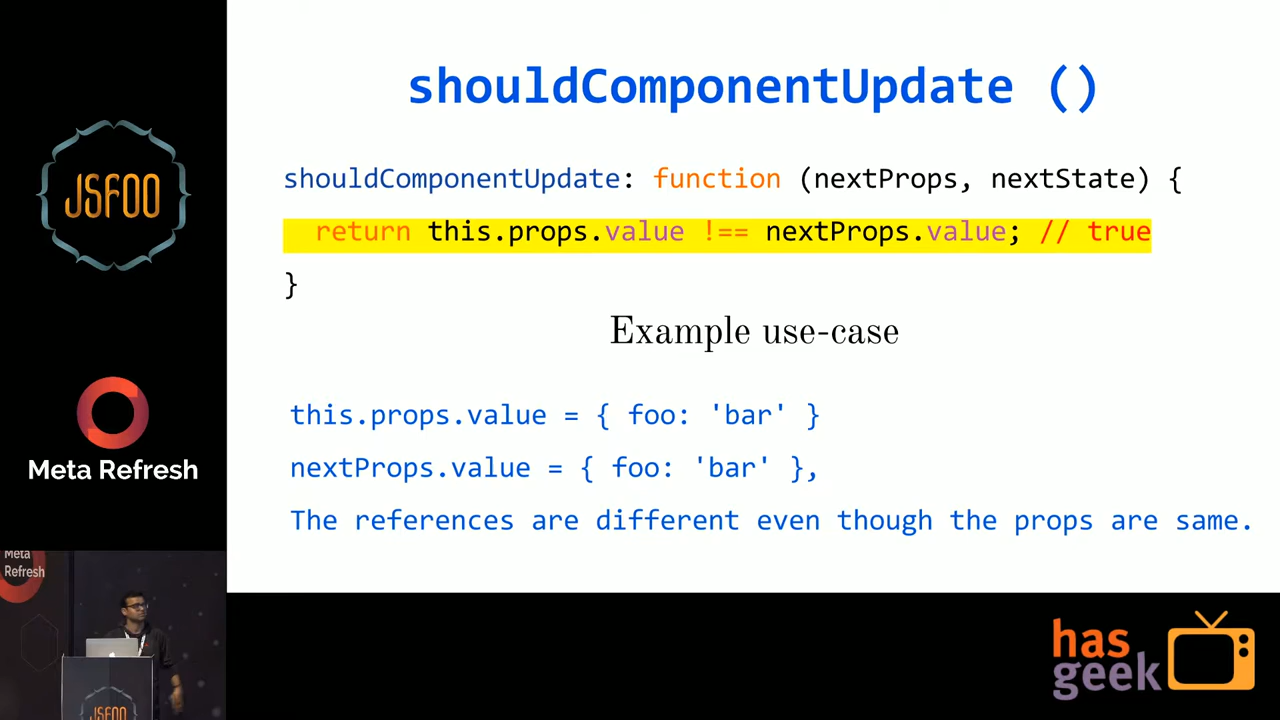 shouldComponentUpdate ()
shouldComponentUpdate: function (nextProps, nextState) {
return this.props.value !== nextProps.value; // true
}
Example use-case
this.props.value = { foo: 'bar' }
nextProps.value = { foo: 'bar' },
The references are different even though the props are same.
JSFOO
Meta Refresh
Meta
Refresh
JSFOO
has
geek